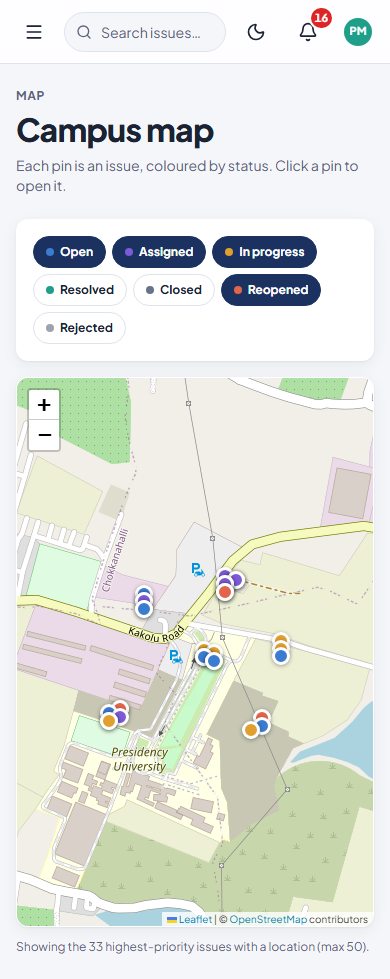 Search issues...
16
PM
MAP
Campus map
Each pin is an issue, coloured by status. Click a pin to
open it.
Open
Assigned
In progress
Resolved
Closed
Reopened
Rejected
+
−
Chokkanahalli
P
Kakolu Road
P
Presidency
University
Leaflet | © OpenStreetMap contributors
Showing the 33 highest-priority issues with a location (max 50).